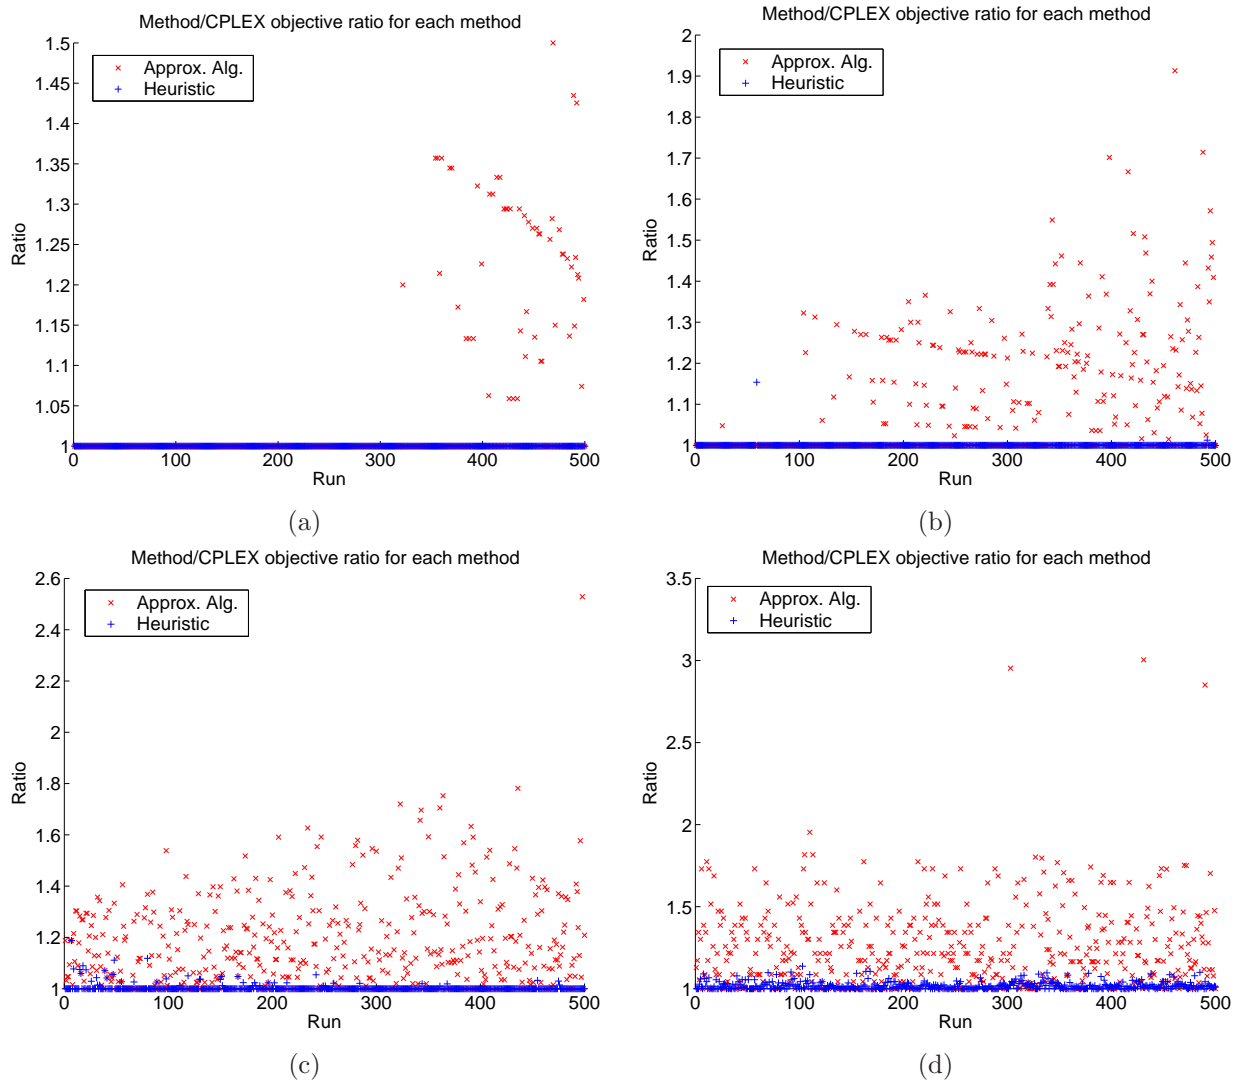 Method/CPLEX objective ratio for each method
1.5
1.45
1.4
1.35
1.3
1.25
1.2
1.15
1.1
1.05
1
Ratio
Approx. Alg.
Heuristic
0 100 200 300 400 500
Run
(a)
Method/CPLEX objective ratio for each method
2
1.9
1.8
1.7
1.6
1.5
1.4
1.3
1.2
1.1
1
Ratio
Approx. Alg.
Heuristic
0 100 200 300 400 500
Run
(b)
Method/CPLEX objective ratio for each method
2.6
2.4
2.2
2
1.8
1.6
1.4
1.2
1
Ratio
Approx. Alg.
Heuristic
0 100 200 300 400 500
Run
(c)
Method/CPLEX objective ratio for each method
3.5
3
2.5
2
1.5
1
Ratio
Approx. Alg.
Heuristic
0 100 200 300 400 500
Run
(d)